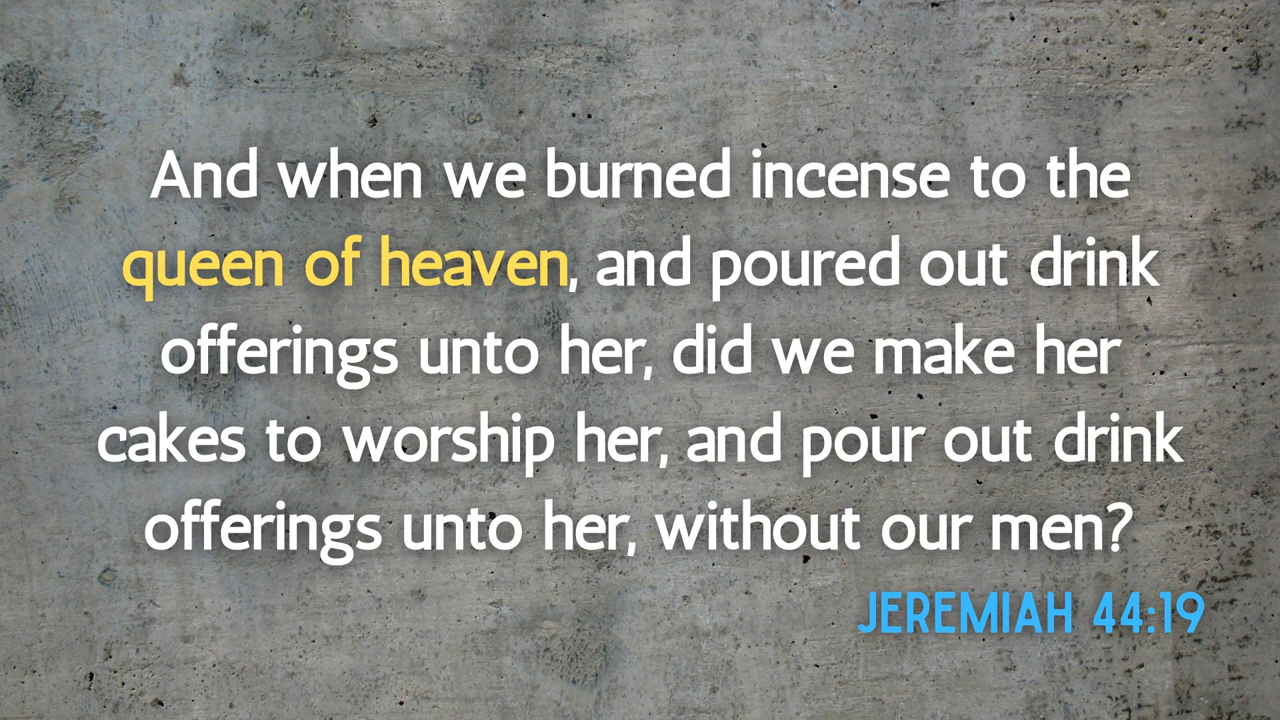 And when we burned incense to the
queen of heaven, and poured out drink
offerings unto her, did we make her
cakes to worship her, and pour out drink
offerings unto her, without our men?
JEREMIAH 44:19